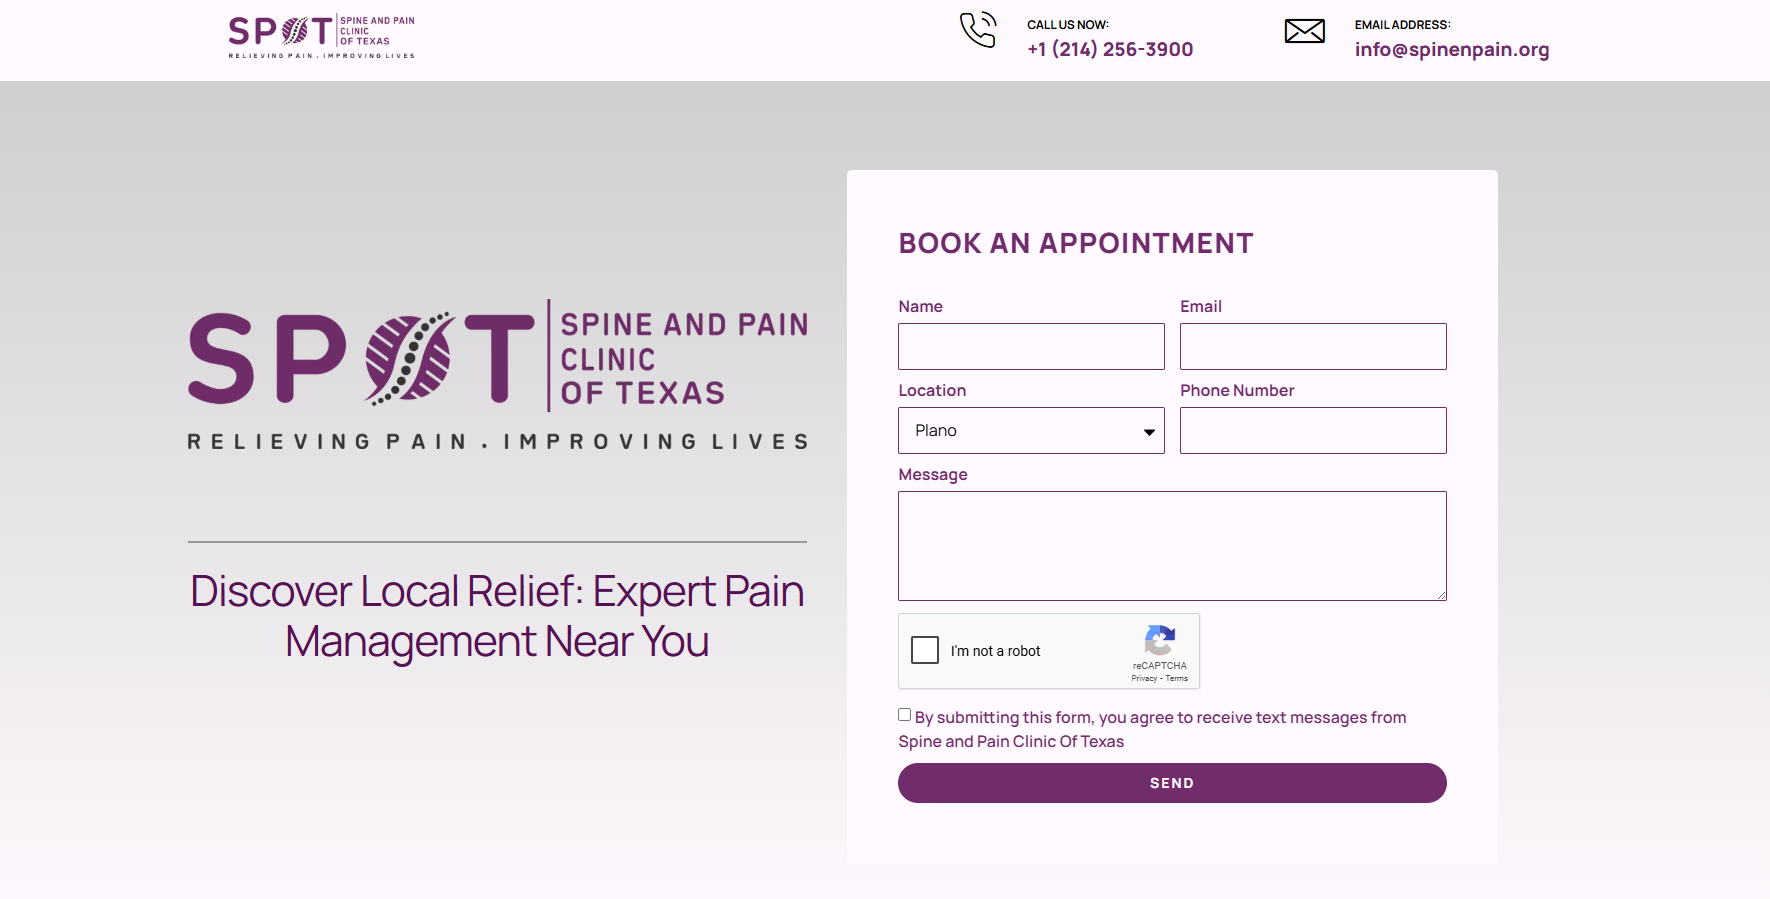 SPOT SPINE AND PAIN
CLINIC
OF TEXAS
RELIEVING PAIN . IMPROVING LIVES
CALL US NOW:
+1 (214) 256-3900
EMAIL ADDRESS:
info@spinenpain.org
SPOT SPINE AND PAIN
CLINIC
OF TEXAS
RELIEVING PAIN . IMPROVING LIVES
Discover Local Relief: Expert Pain
Management Near You
BOOK AN APPOINTMENT
Name Email
Location Phone Number
Plano
Message
I'm not a robot
reCAPTCHA
Privacy - Terms
By submitting this form, you agree to receive text messages from
Spine and Pain Clinic Of Texas
SEND